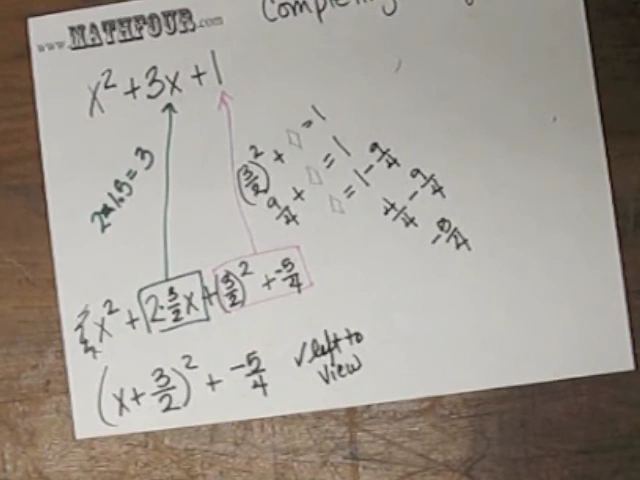 www.MATHFOUR.com
Completing
x² + 3x + 1
2*1.5=3
(3/2)² + ◇ = 1
9/4 + ◇ = 1
◇ = 1 - 9/4
4/4 - 9/4
-5/4
x² + 2·3/2x + (3/2)² + -5/4
(x + 3/2)² + -5/4
√ left to
view